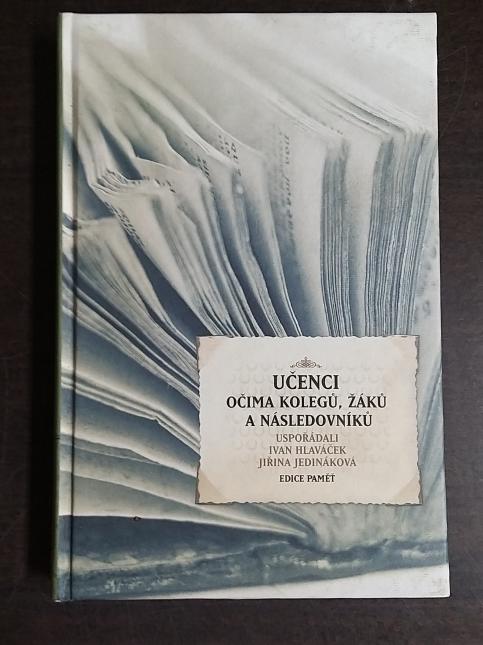 UČENCI
OČIMA KOLEGŮ, ŽÁKŮ
A NÁSLEDOVNÍKŮ
USPOŘÁDALI
IVAN HLAVÁČEK
JIŘINA JEDINÁKOVÁ
EDICE PAMĚŤ